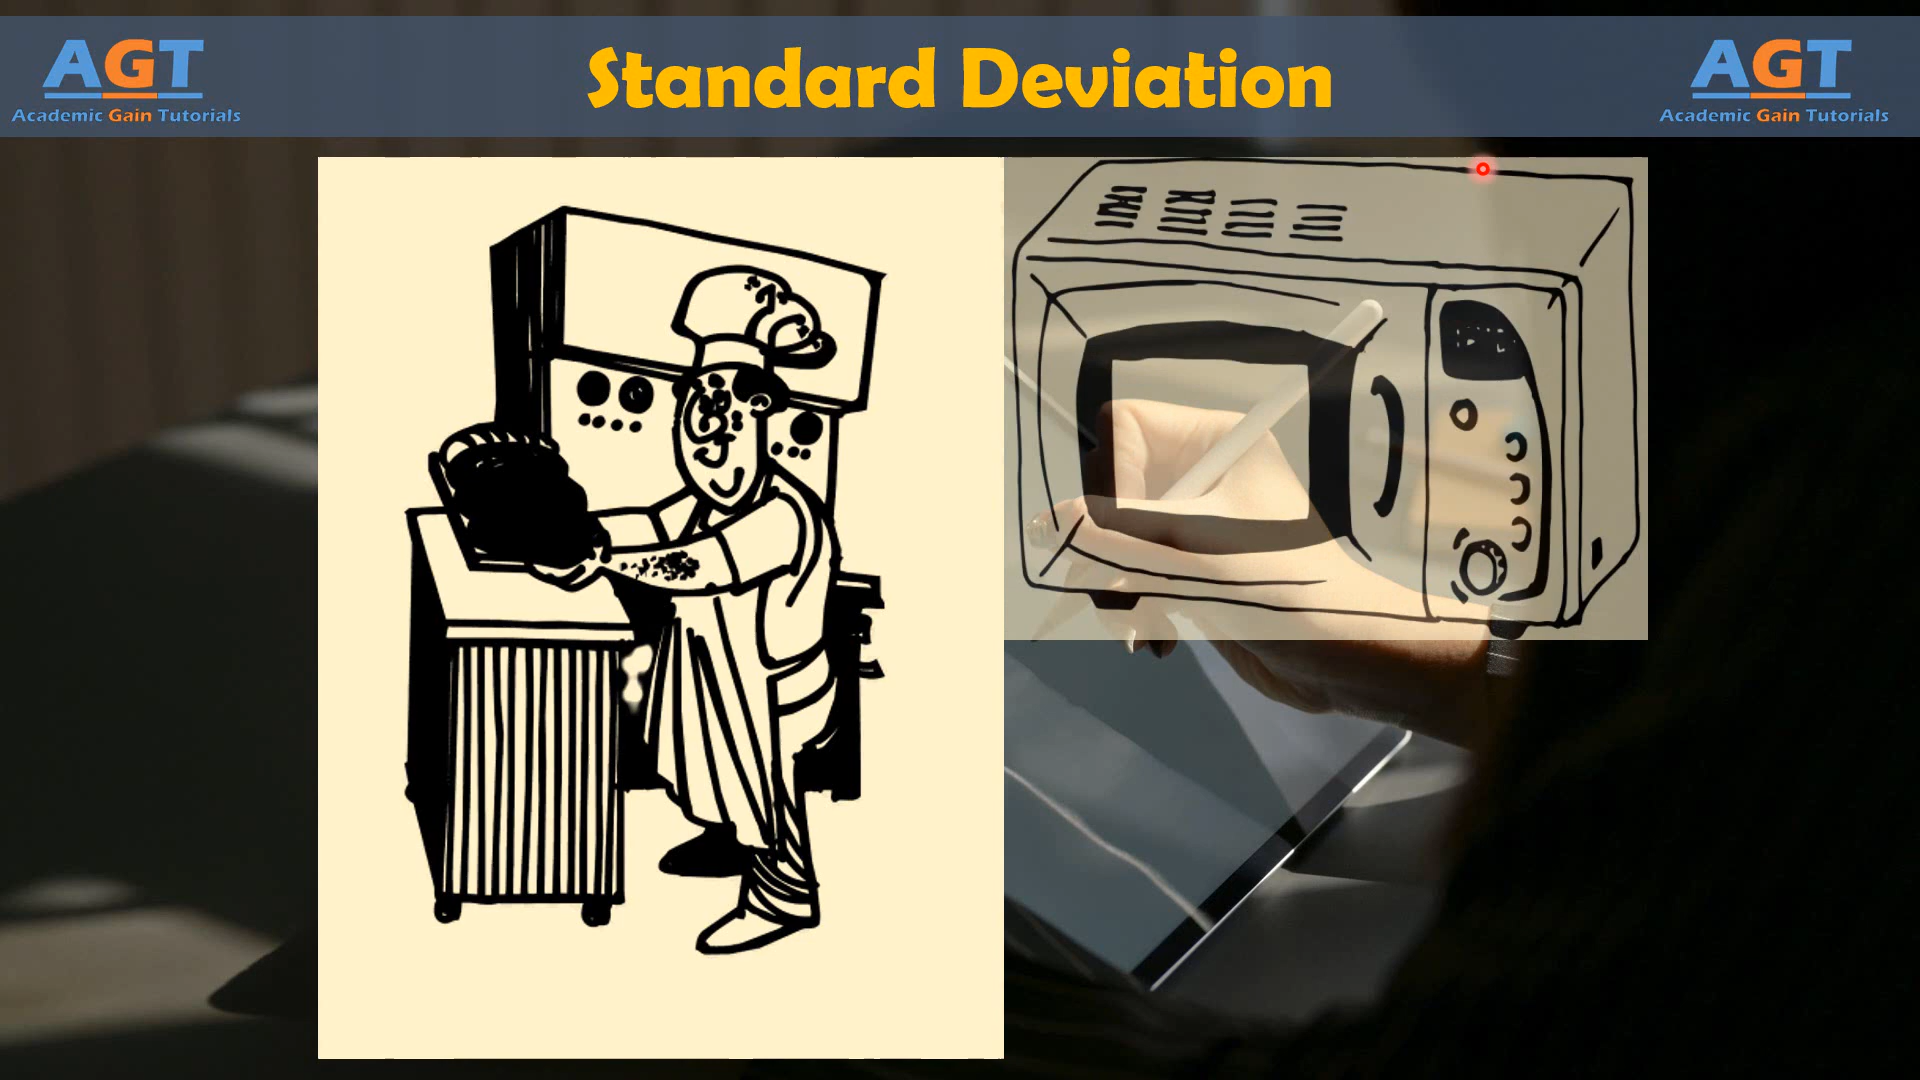 AGT
Academic Gain Tutorials
Standard Deviation
AGT
Academic Gain Tutorials